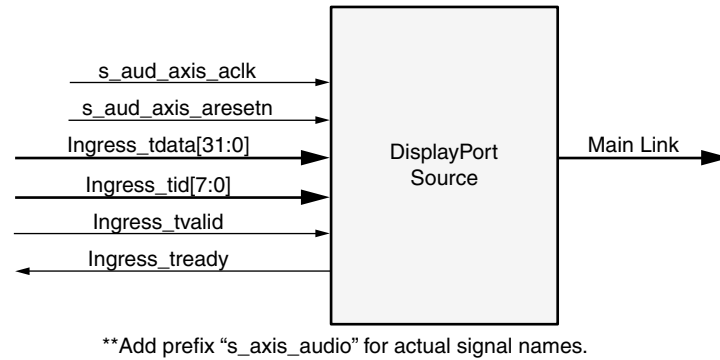 s_aud_axis_aclk
s_aud_axis_aresetn
Ingress_tdata[31:0]
Ingress_tid[7:0]
Ingress_tvalid
Ingress_tready
DisplayPort
Source
Main Link
**Add prefix “s_axis_audio” for actual signal names.